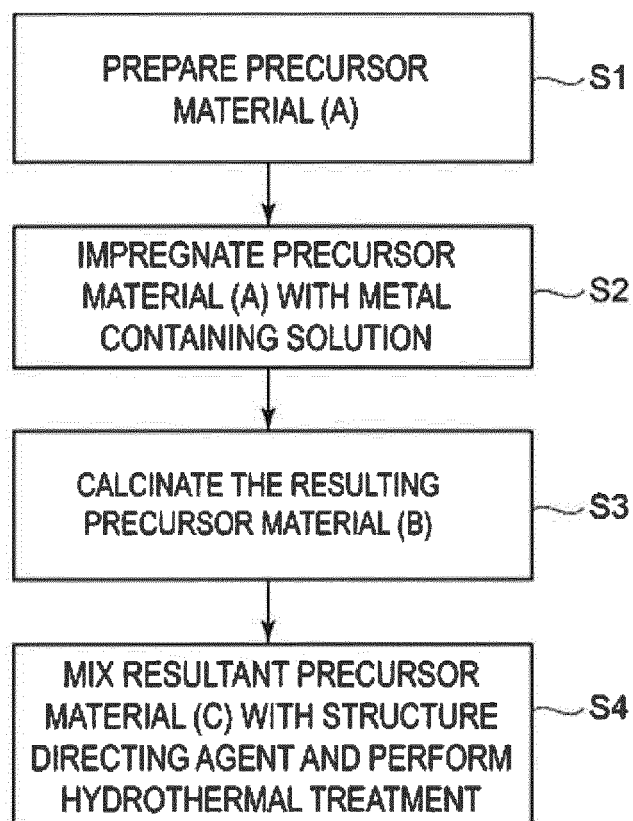 PREPARE PRECURSOR
MATERIAL (A)
S1
IMPREGNATE PRECURSOR
MATERIAL (A) WITH METAL
CONTAINING SOLUTION
S2
CALCINATE THE RESULTING
PRECURSOR MATERIAL (B)
S3
MIX RESULTANT PRECURSOR
MATERIAL (C) WITH STRUCTURE
DIRECTING AGENT AND PERFORM
HYDROTHERMAL TREATMENT
S4